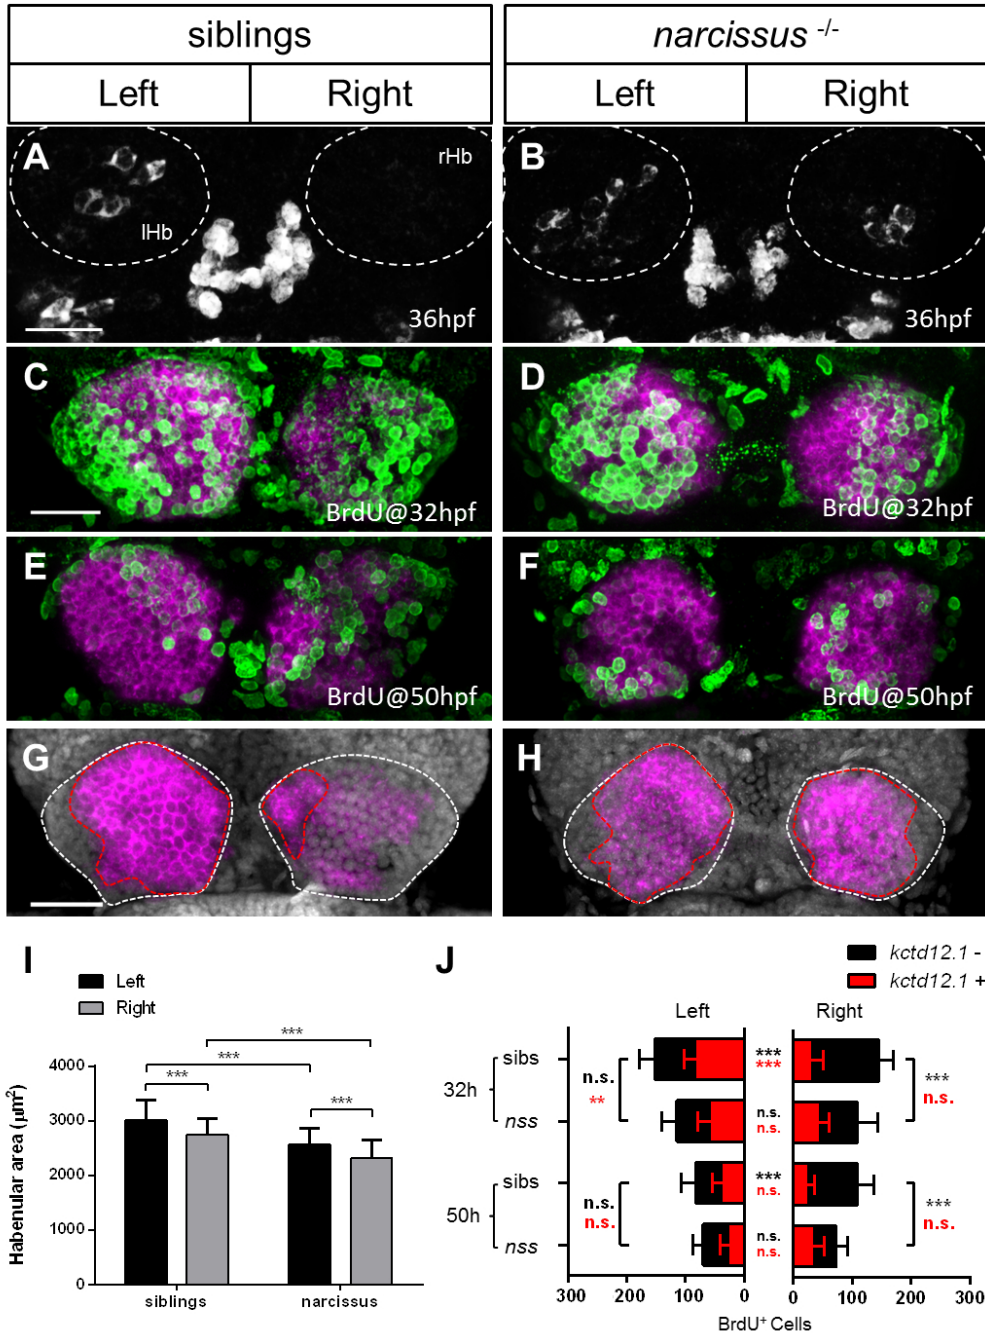 siblings
narcissus -/-
Left
Right
Left
Right
A
lHb
rHb
36hpf
B
36hpf
C
BrdU@32hpf
D
BrdU@32hpf
E
BrdU@50hpf
F
BrdU@50hpf
G
H
I
Left
Right
Habenular area (µm²)
4000
3000
2000
1000
0
***
***
***
***
siblings
narcissus
J
kctd12.1 -
kctd12.1 +
Left
Right
32h
sibs
nss
50h
sibs
nss
n.s.
**
n.s.
n.s.
***
***
n.s.
n.s.
***
n.s.
n.s.
n.s.
***
n.s.
***
n.s.
300 200 100 0
0 100 200 300
BrdU+ Cells